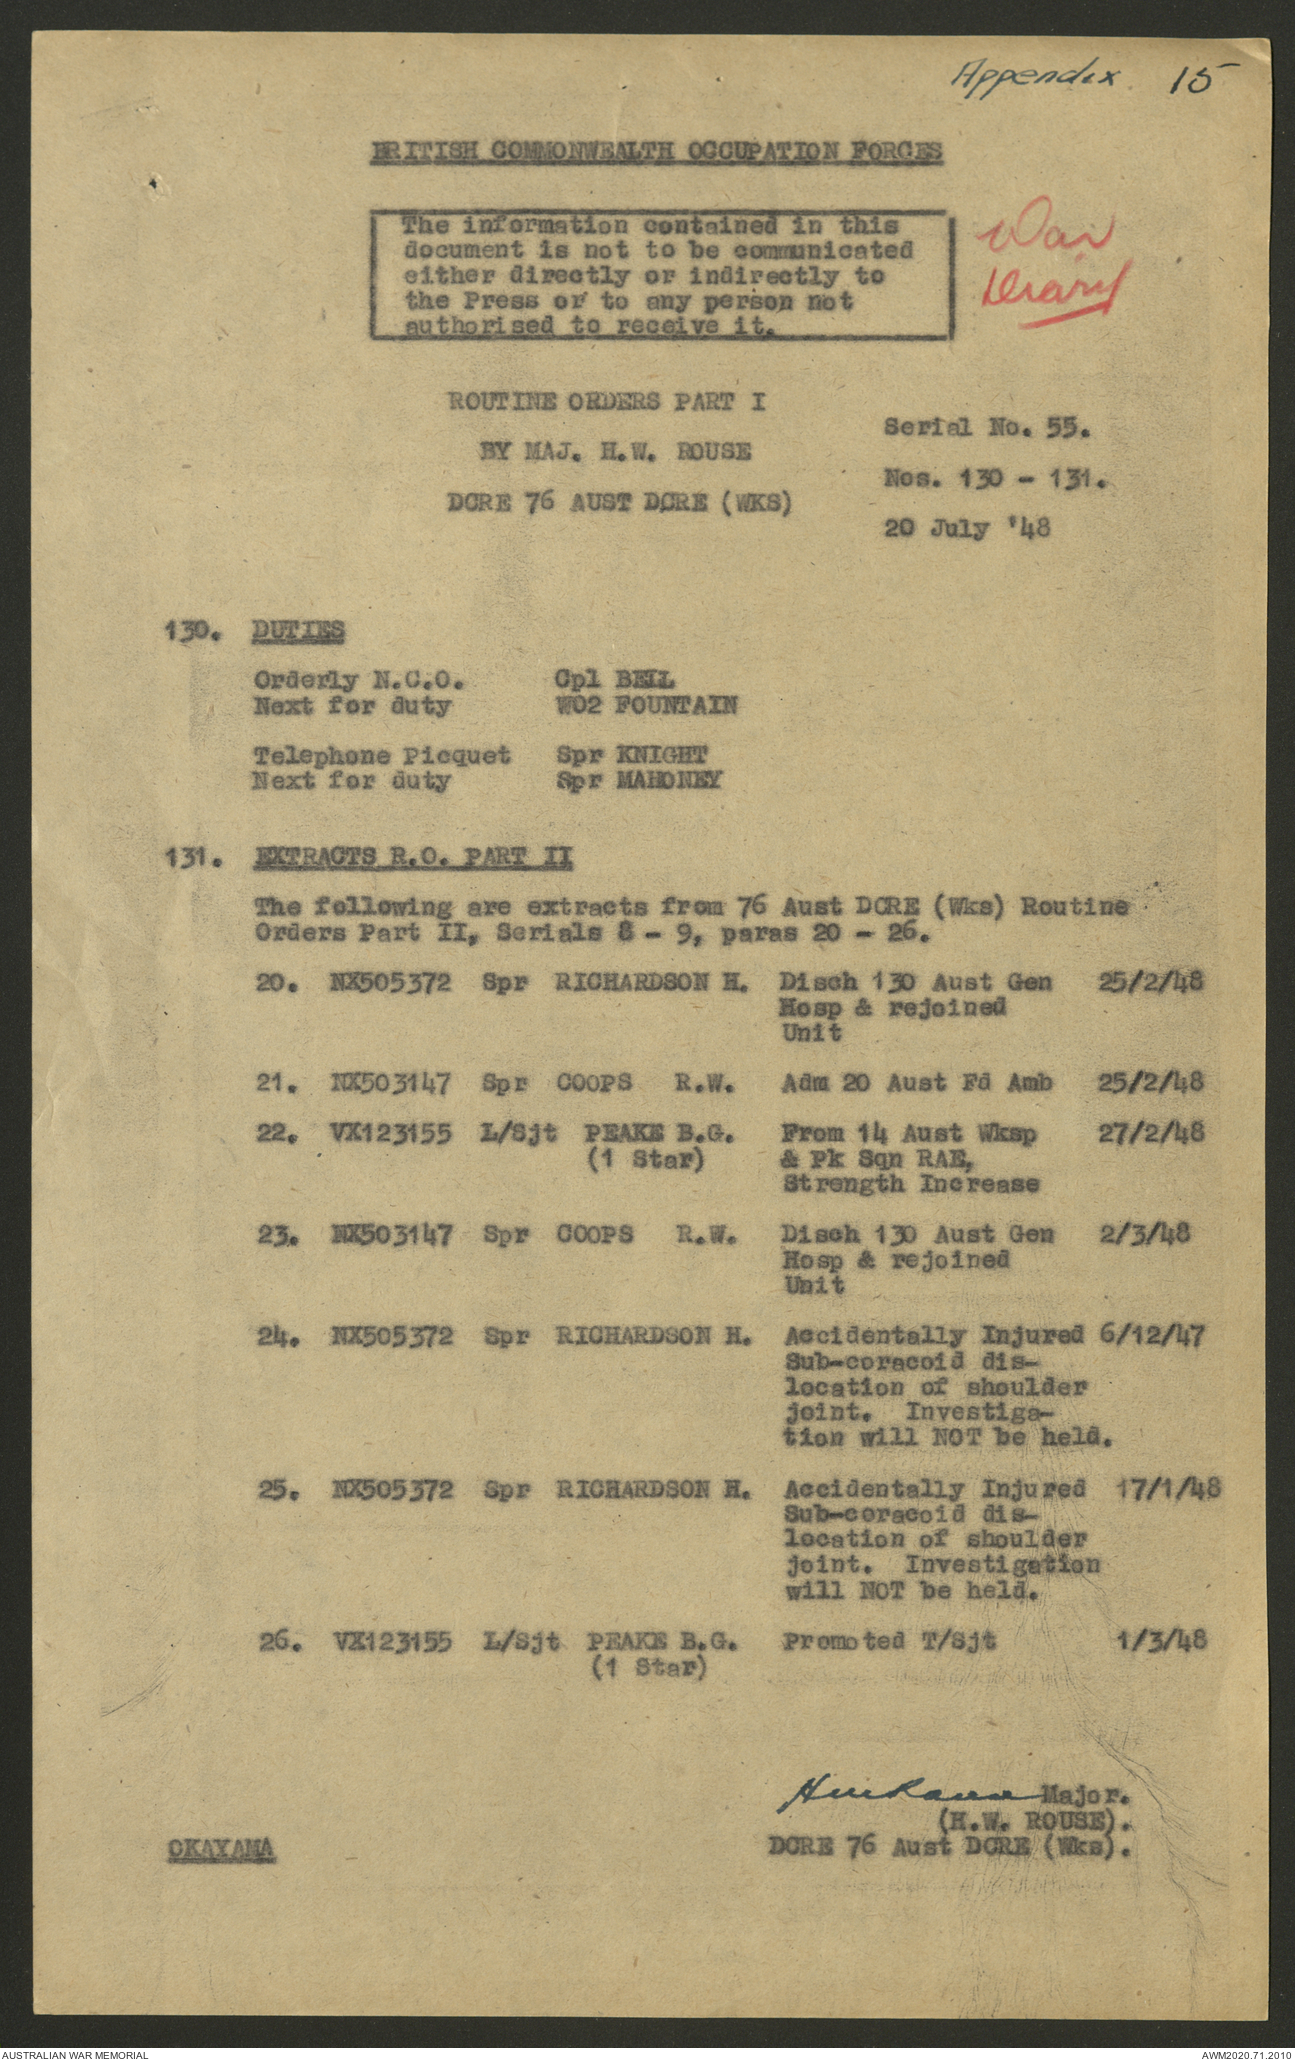 Appendix 15
BRITISH COMMONWEALTH OCCUPATION FORCES
The information contained in this
document is not to be communicated
either directly or indirectly to
the Press or to any person not
authorised to receive it.
War
Diary
ROUTINE ORDERS PART I
Serial No. 55.
BY MAJ. H.W. ROUSE
Nos. 130 - 131.
DCRE 76 AUST DCRE (WKS)
20 July '48
130. DUTIES
Orderly N.C.O. Cpl BELL
Next for duty WO2 FOUNTAIN
Telephone Picquet Spr KNIGHT
Next for duty Spr MAHONEY
131. EXTRACTS R.O. PART II
The following are extracts from 76 Aust DCRE (Wks) Routine
Orders Part II, Serials 8 - 9, paras 20 - 26.
20. NX505372 Spr RICHARDSON H. Disch 130 Aust Gen 25/2/48
Hosp & rejoined
Unit
21. NX503147 Spr COOPS R.W. Adm 20 Aust Fd Amb 25/2/48
22. VX123155 L/Sjt PEAKE B.G. From 14 Aust Wksp 27/2/48
(1 Star) & Pk Sqn RAE,
Strength Increase
23. NX503147 Spr COOPS R.W. Disch 130 Aust Gen 2/3/48
Hosp & rejoined
Unit
24. NX505372 Spr RICHARDSON H. Accidentally Injured 6/12/47
Sub-coracoid dis-
location of shoulder
joint. Investiga-
tion will NOT be held.
25. NX505372 Spr RICHARDSON H. Accidentally Injured 17/1/48
Sub-coracoid dis-
location of shoulder
joint. Investigation
will NOT be held.
26. VX123155 L/Sjt PEAKE B.G. Promoted T/Sjt 1/3/48
(1 Star)
Major.
(H.W. ROUSE).
OKAYAMA DCRE 76 Aust DCRE (Wks).
AUSTRALIAN WAR MEMORIAL AWM2020.71.2010